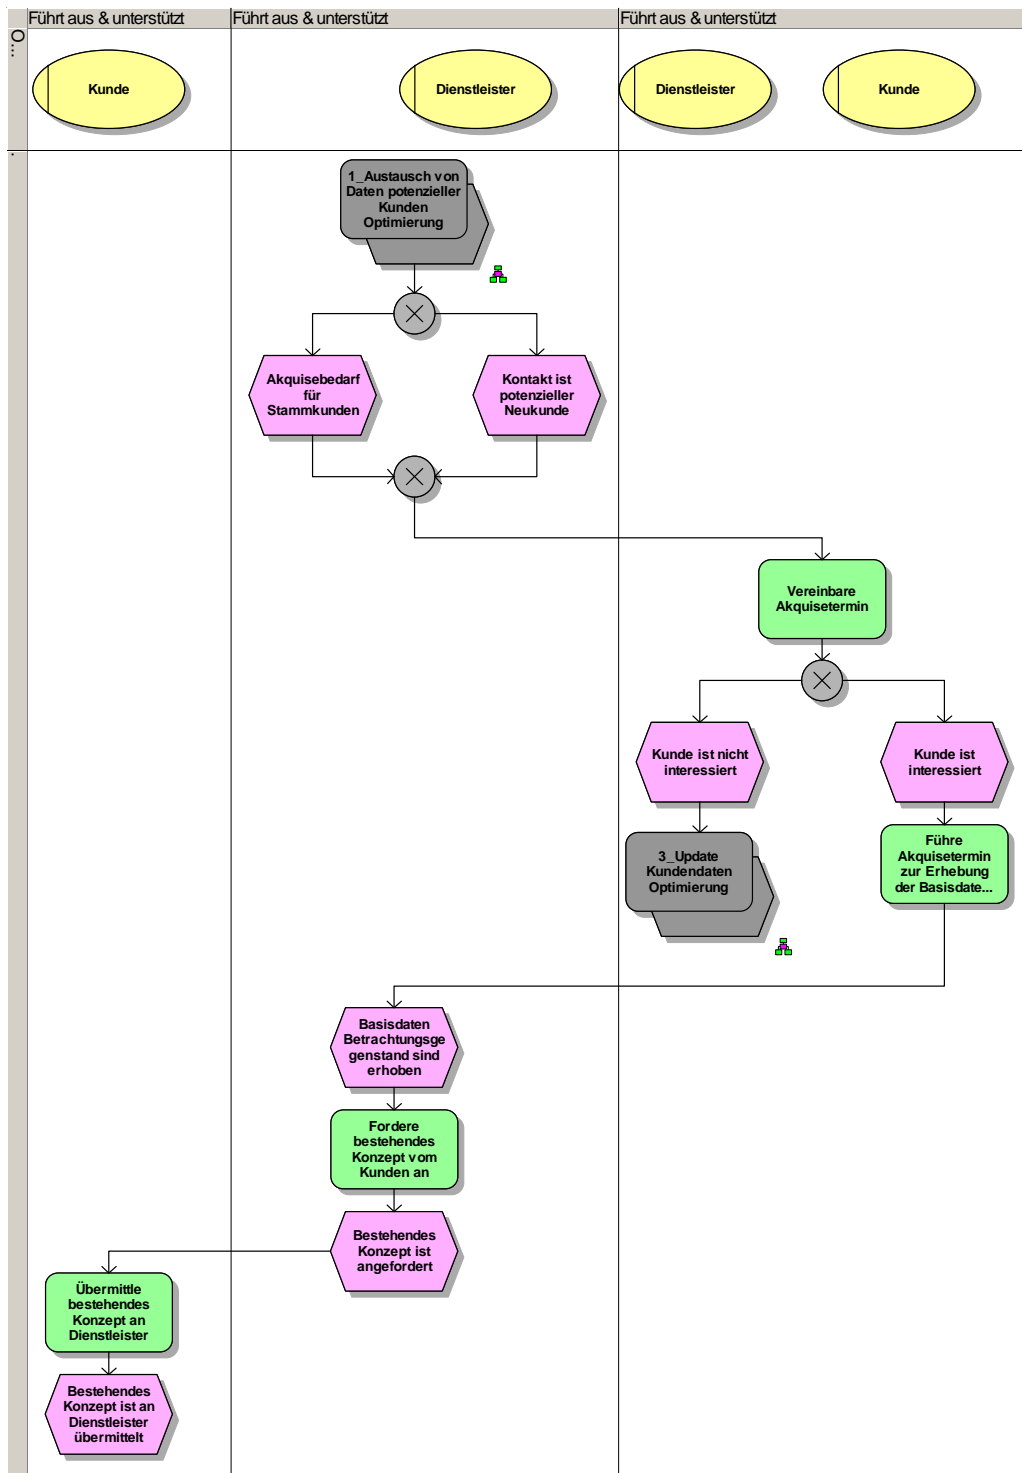 Führt aus & unterstützt
Führt aus & unterstützt
Führt aus & unterstützt
O...
Kunde
Dienstleister
Dienstleister
Kunde
1_Austausch von
Daten potenzieller
Kunden
Optimierung
Akquisebedarf
für
Stammkunden
Kontakt ist
potenzieller
Neukunde
Vereinbare
Akquisetermin
Kunde ist nicht
interessiert
Kunde ist
interessiert
3_Update
Kundendaten
Optimierung
Führe
Akquisetermin
zur Erhebung
der Basisdate...
Basisdaten
Betrachtungsge
genstand sind
erhoben
Fordere
bestehendes
Konzept vom
Kunden an
Bestehendes
Konzept ist
angefordert
Übermittle
bestehendes
Konzept an
Dienstleister
Bestehendes
Konzept ist an
Dienstleister
übermittelt